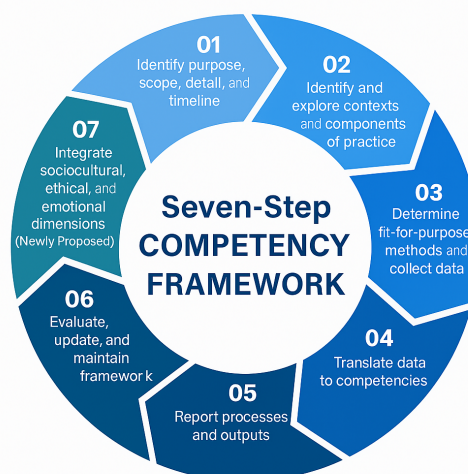 Seven-Step
COMPETENCY
FRAMEWORK
01
Identify purpose,
scope, detail, and
timeline
02
Identify and
explore contexts
and components
of practice
03
Determine
fit-for-purpose
methods and
collect data
04
Translate data
to competencies
05
Report processes
and outputs
06
Evaluate,
update, and
maintain
framework
07
Integrate
sociocultural,
ethical, and
emotional
dimensions
(Newly Proposed)